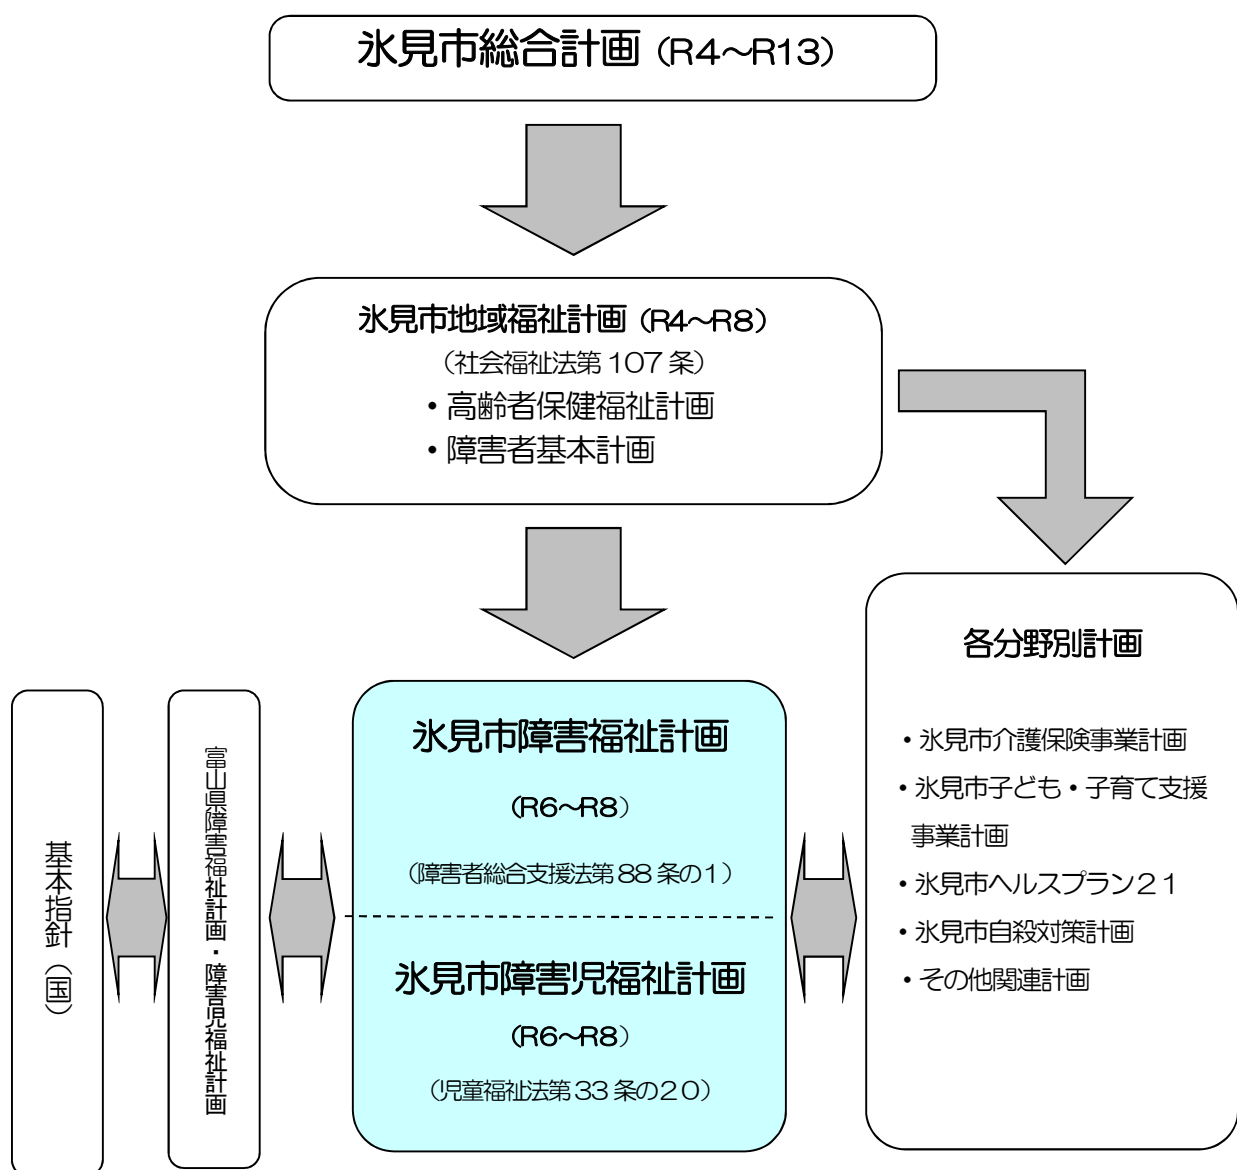 氷見市総合計画（R4～R13）
氷見市地域福祉計画（R4～R8）
（社会福祉法第107条）
・高齢者保健福祉計画
・障害者基本計画
基本指針（国）
富山県障害福祉計画・障害児福祉計画
氷見市障害福祉計画
（R6～R8）
（障害者総合支援法第88条の1）
氷見市障害児福祉計画
（R6～R8）
（児童福祉法第33条の20）
各分野別計画
・氷見市介護保険事業計画
・氷見市子ども・子育て支援
事業計画
・氷見市ヘルスプラン21
・氷見市自殺対策計画
・その他関連計画